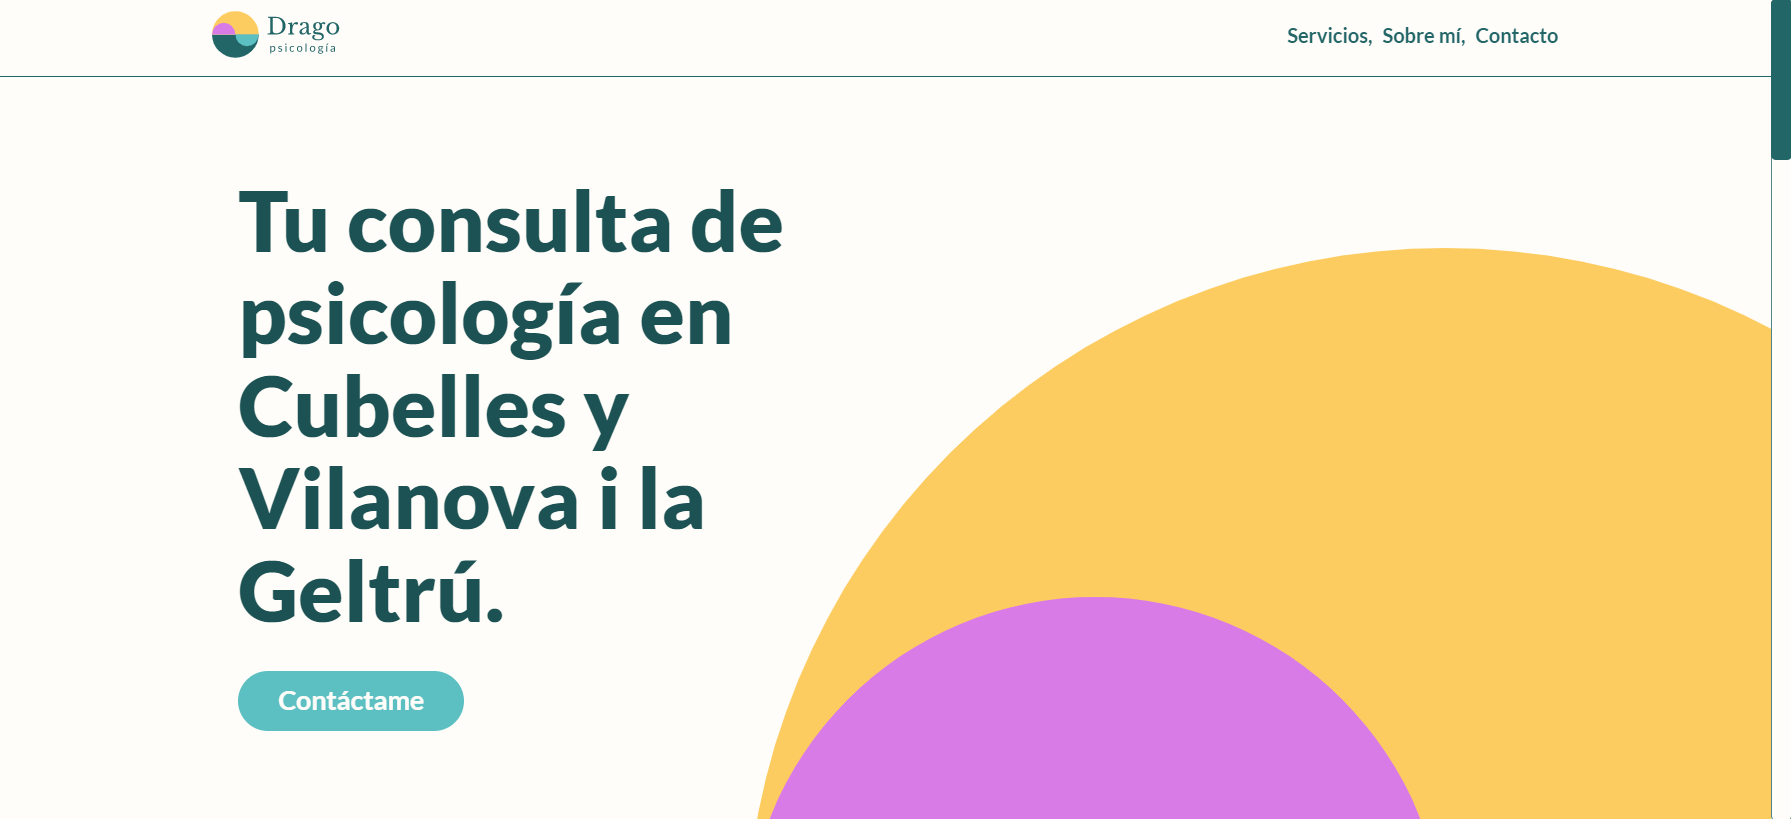 Drago
psicología
Servicios, Sobre mí, Contacto
Tu consulta de
psicología en
Cubelles y
Vilanova i la
Geltrú.
Contáctame